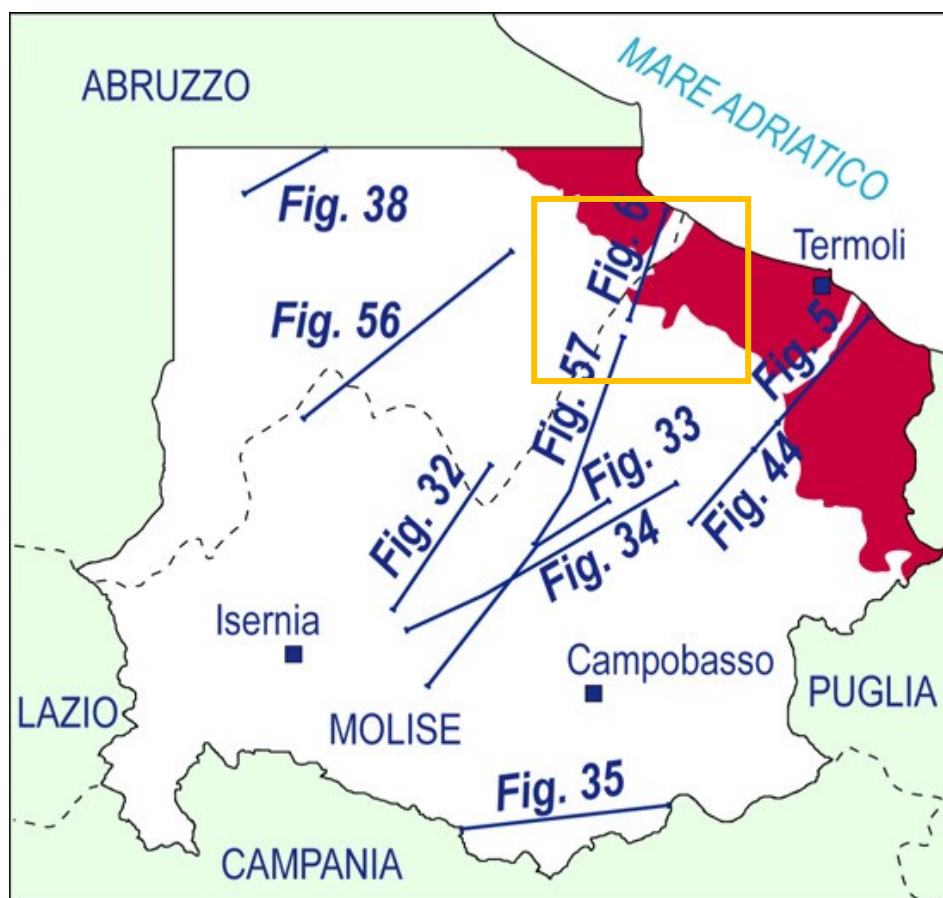 ABRUZZO
MARE ADRIATICO
Fig. 38
Fig. 6
Termoli
Fig. 56
Fig. 5
Fig. 57
Fig. 33
Fig. 32
Fig. 44
Fig. 34
Isernia
Campobasso
LAZIO
PUGLIA
MOLISE
Fig. 35
CAMPANIA